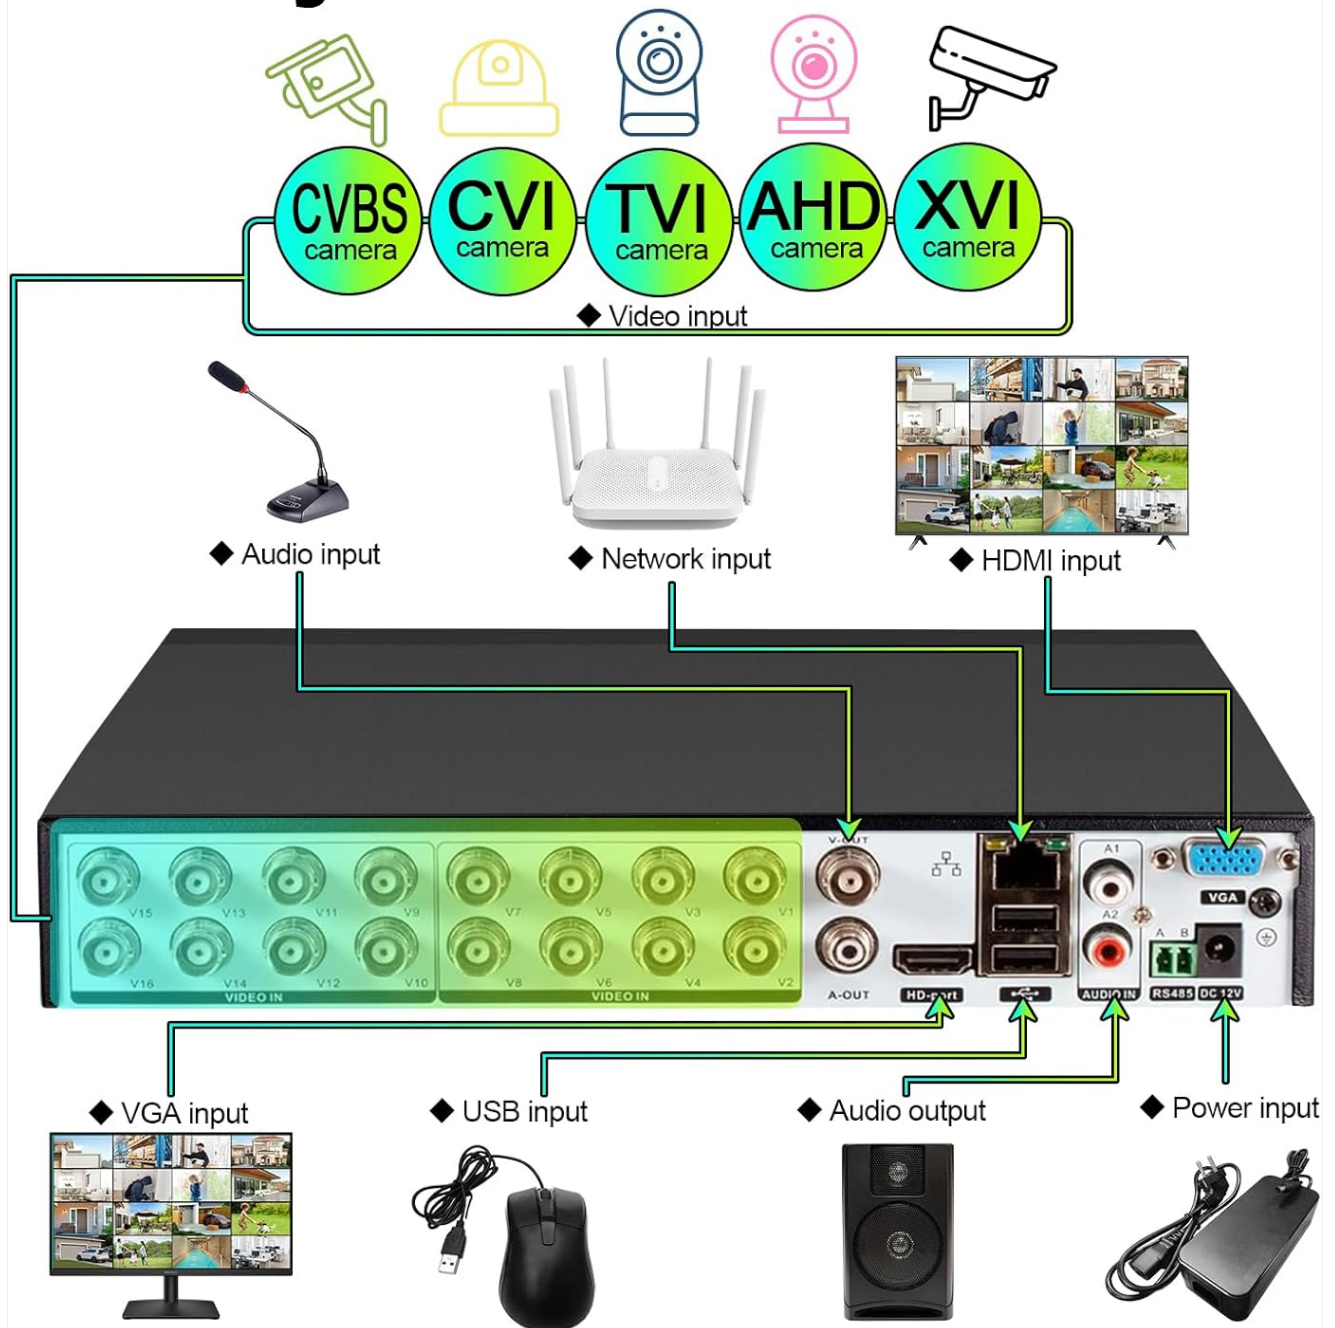 CVBS
camera
CVI
camera
TVI
camera
AHD
camera
XVI
camera
◆ Video input
◆ Audio input
◆ Network input
◆ HDMI input
V-OUT
A1
V15
V13
V11
V9
V7
V5
V3
V1
VGA
A2
A B
V16
V14
V12
V10
V8
V6
V4
V2
VIDEO IN
VIDEO IN
A-OUT
HD-port
AUDIO IN
RS485
DC 12V
◆ VGA input
◆ USB input
◆ Audio output
◆ Power input